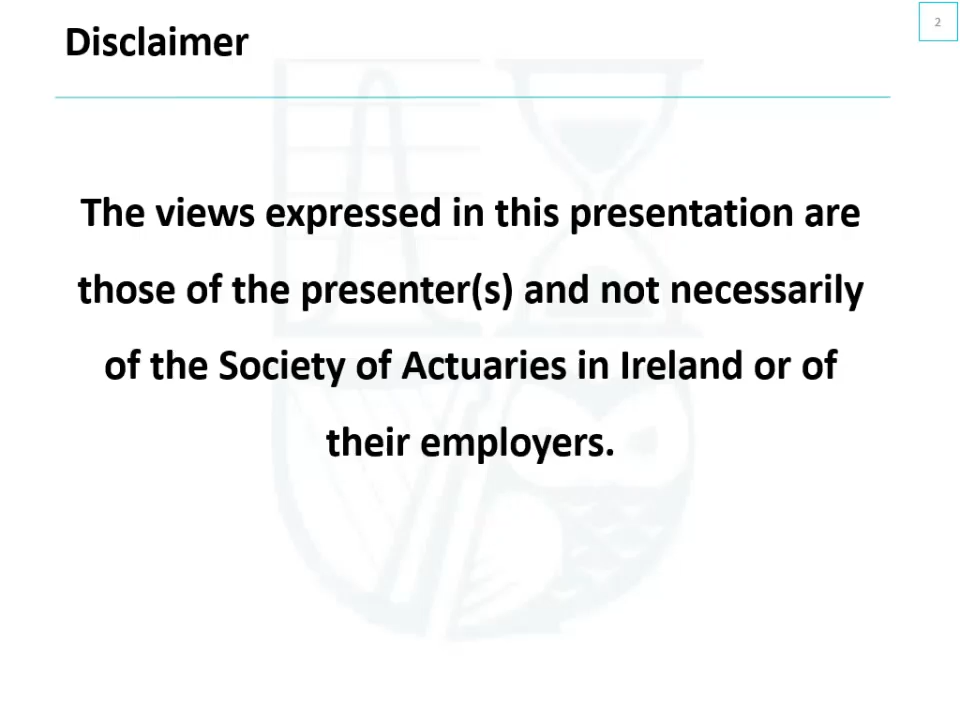 Disclaimer
2
The views expressed in this presentation are
those of the presenter(s) and not necessarily
of the Society of Actuaries in Ireland or of
their employers.